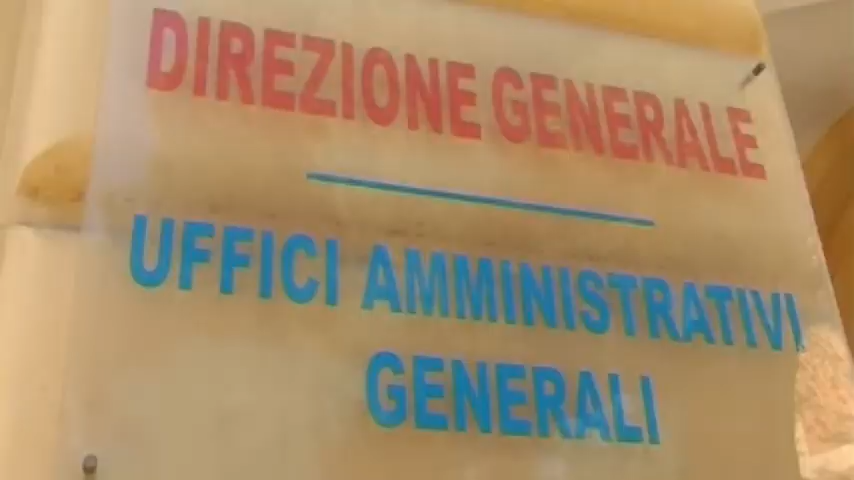 DIREZIONE GENERALE
UFFICI AMMINISTRATIVI
GENERALI